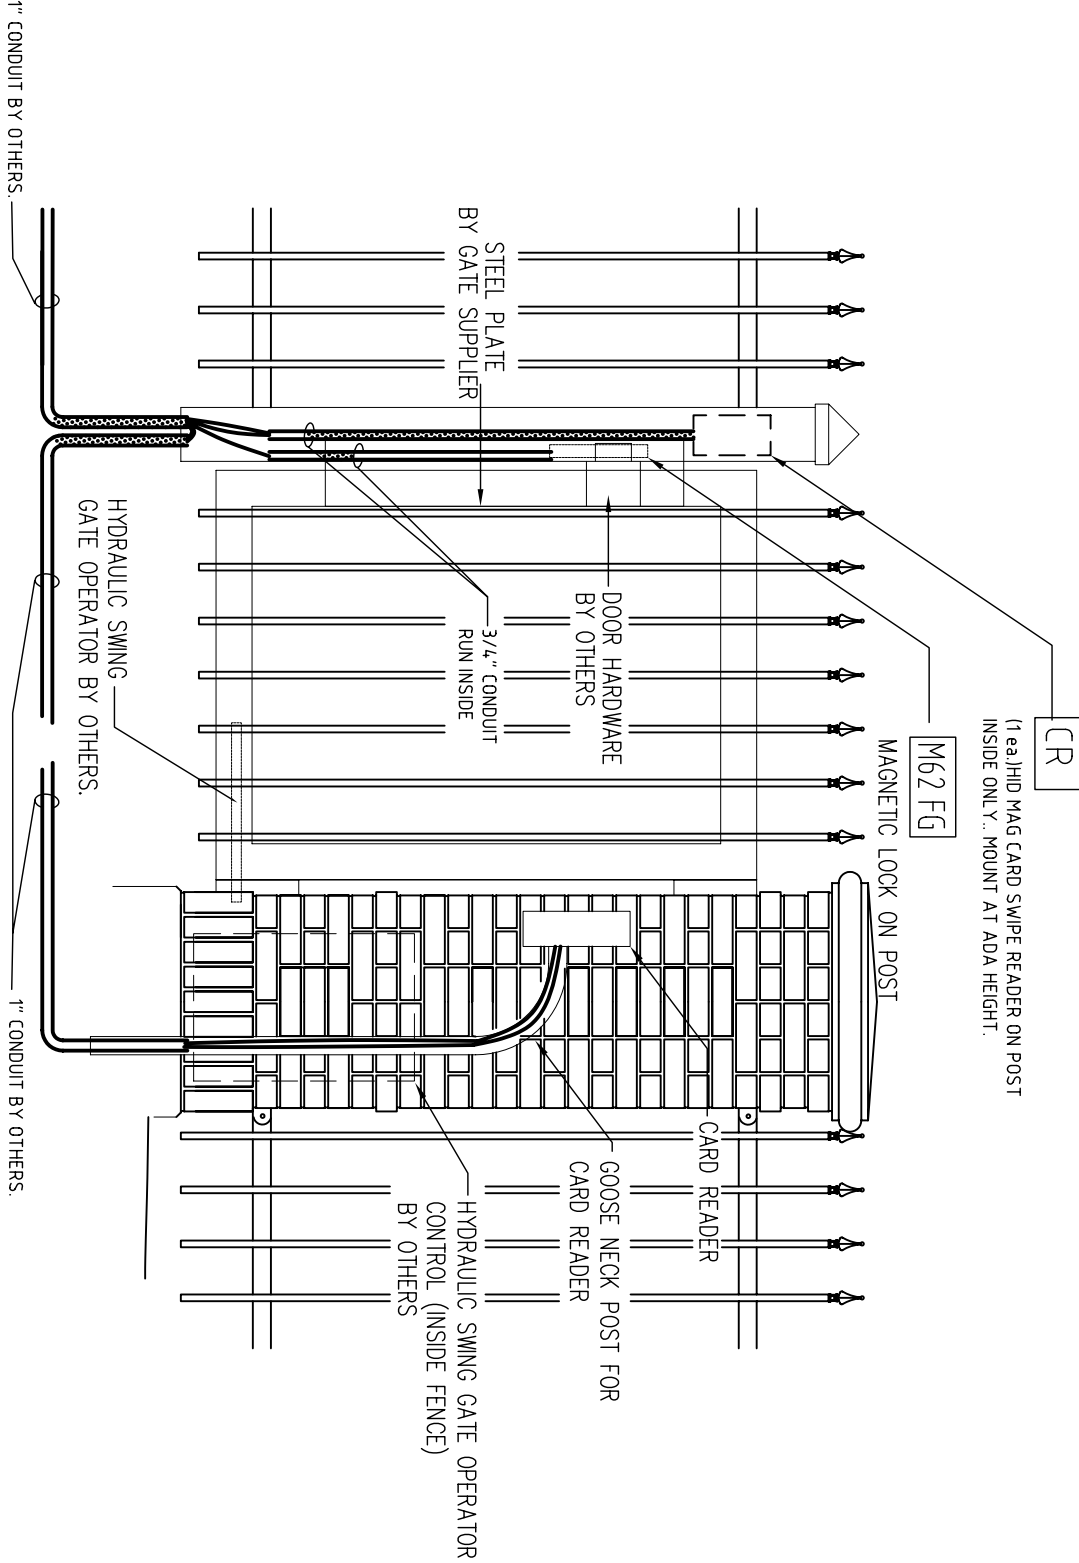 CR
(1 ea.)HID MAG CARD SWIPE READER ON POST
INSIDE ONLY.. MOUNT AT ADA HEIGHT.
M62 FG
MAGNETIC LOCK ON POST
DOOR HARDWARE
BY OTHERS
STEEL PLATE
BY GATE SUPPLIER
3/4" CONDUIT
RUN INSIDE
CARD READER
GOOSE NECK POST FOR
CARD READER
HYDRAULIC SWING GATE OPERATOR
CONTROL (INSIDE FENCE)
BY OTHERS
HYDRAULIC SWING
GATE OPERATOR BY OTHERS.
1" CONDUIT BY OTHERS.
1" CONDUIT BY OTHERS.